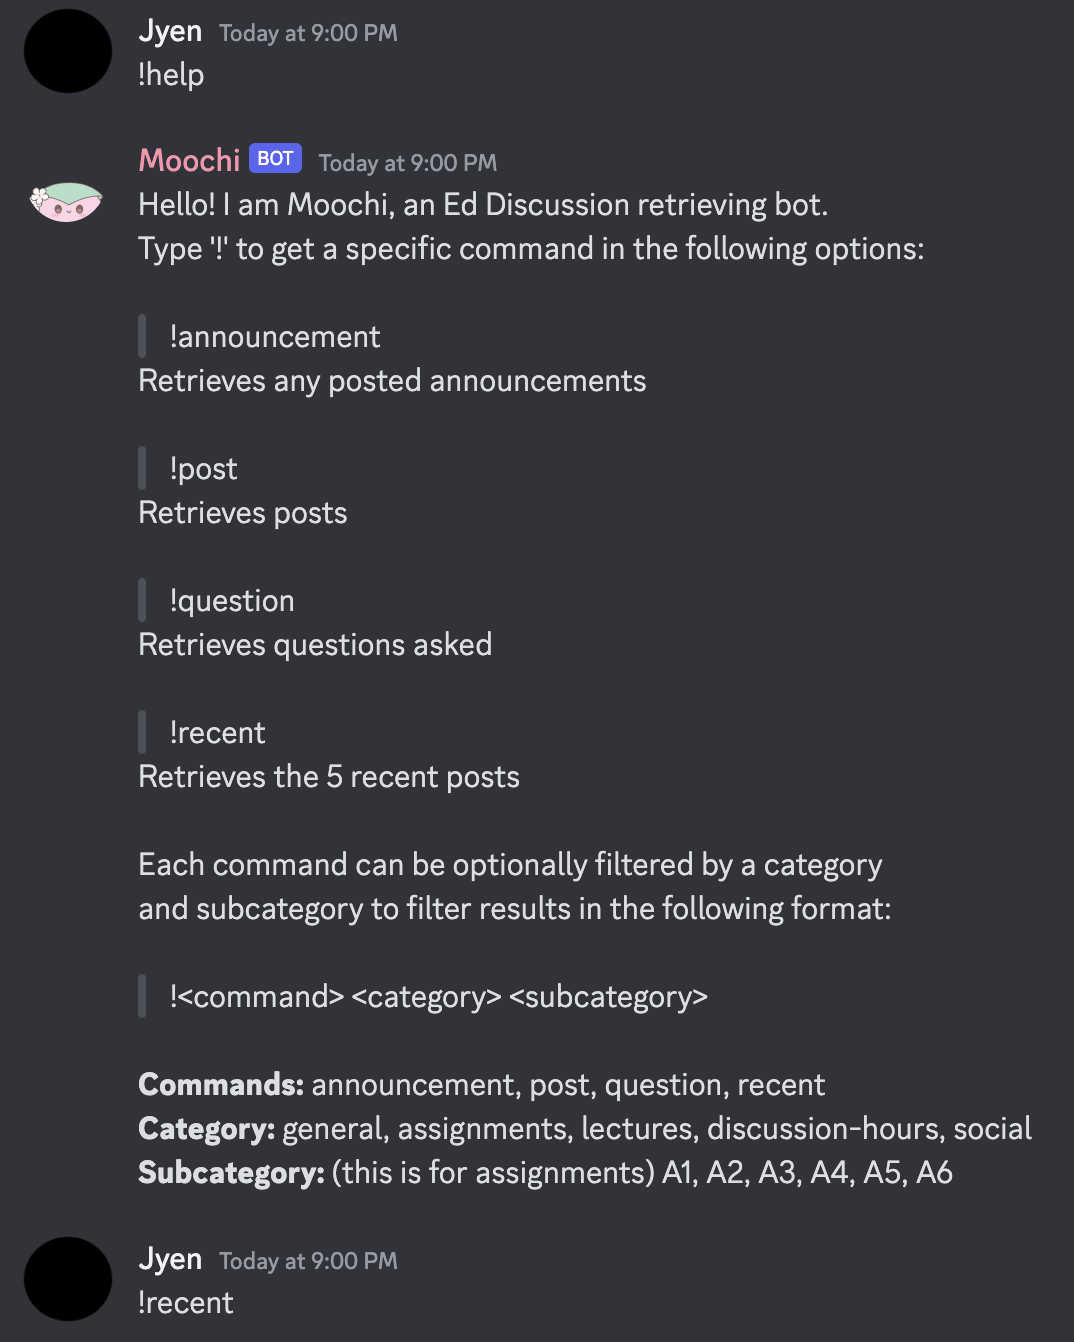 Jyen Today at 9:00 PM
!help
Moochi BOT Today at 9:00 PM
Hello! I am Moochi, an Ed Discussion retrieving bot.
Type '!' to get a specific command in the following options:
!announcement
Retrieves any posted announcements
!post
Retrieves posts
!question
Retrieves questions asked
!recent
Retrieves the 5 recent posts
Each command can be optionally filtered by a category
and subcategory to filter results in the following format:
!<command> <category> <subcategory>
Commands: announcement, post, question, recent
Category: general, assignments, lectures, discussion-hours, social
Subcategory: (this is for assignments) A1, A2, A3, A4, A5, A6
Jyen Today at 9:00 PM
!recent